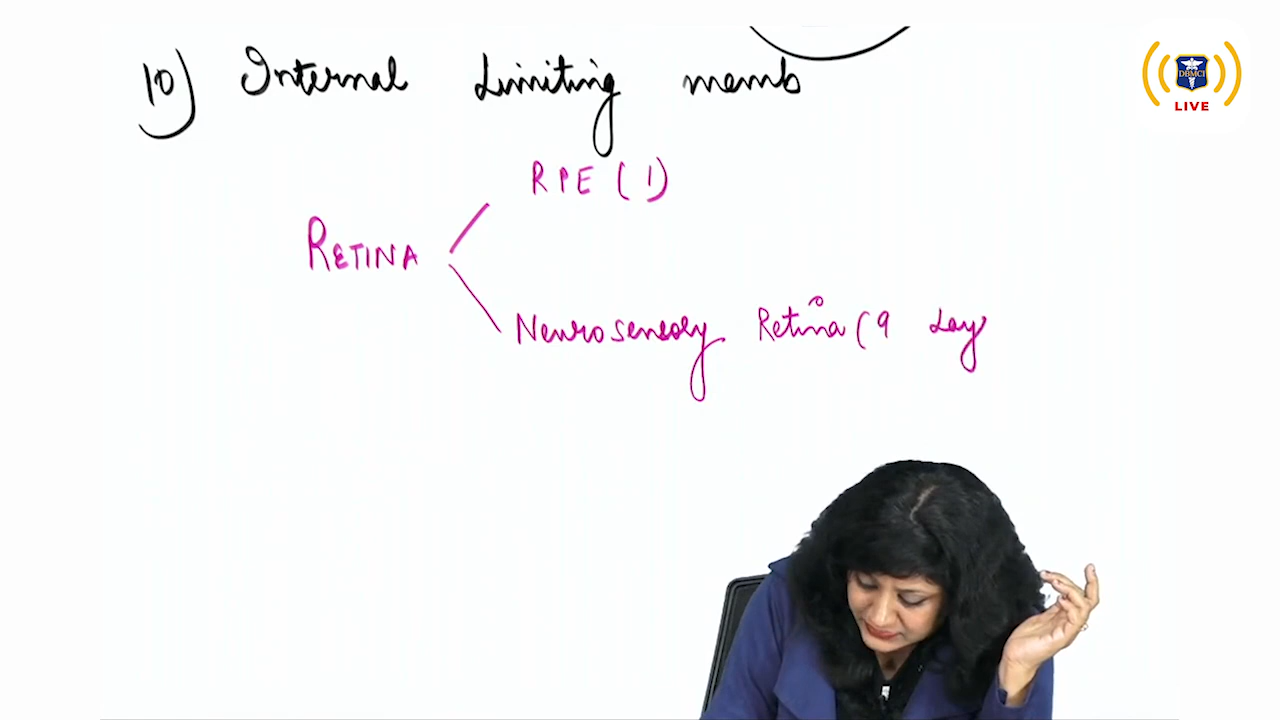 10) Internal Limiting memb
DBMCI
LIVE
RPE (1)
RETINA
Neurosensory Retina (9 Lay